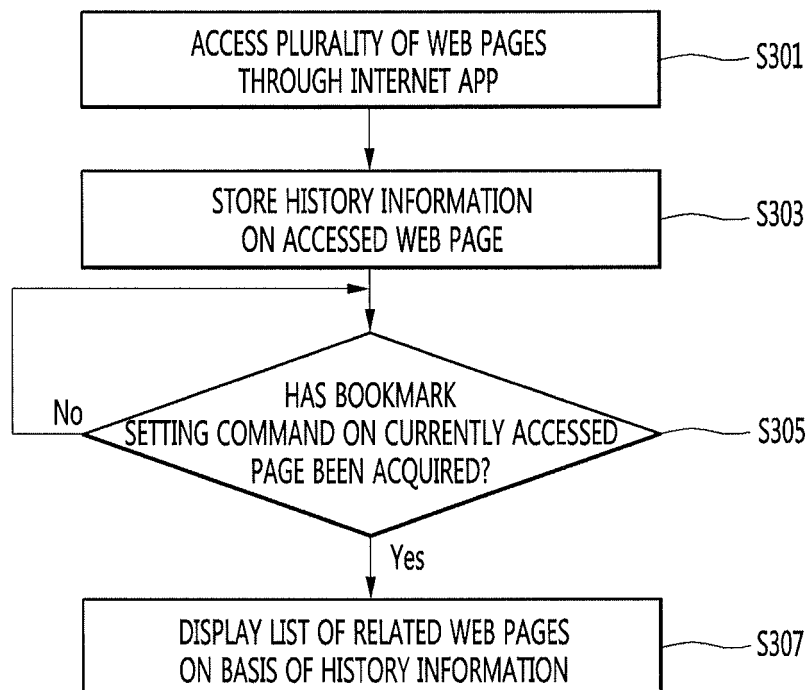 ACCESS PLURALITY OF WEB PAGES
THROUGH INTERNET APP
S301
STORE HISTORY INFORMATION
ON ACCESSED WEB PAGE
S303
HAS BOOKMARK
SETTING COMMAND ON CURRENTLY ACCESSED
PAGE BEEN ACQUIRED?
No
S305
Yes
DISPLAY LIST OF RELATED WEB PAGES
ON BASIS OF HISTORY INFORMATION
S307